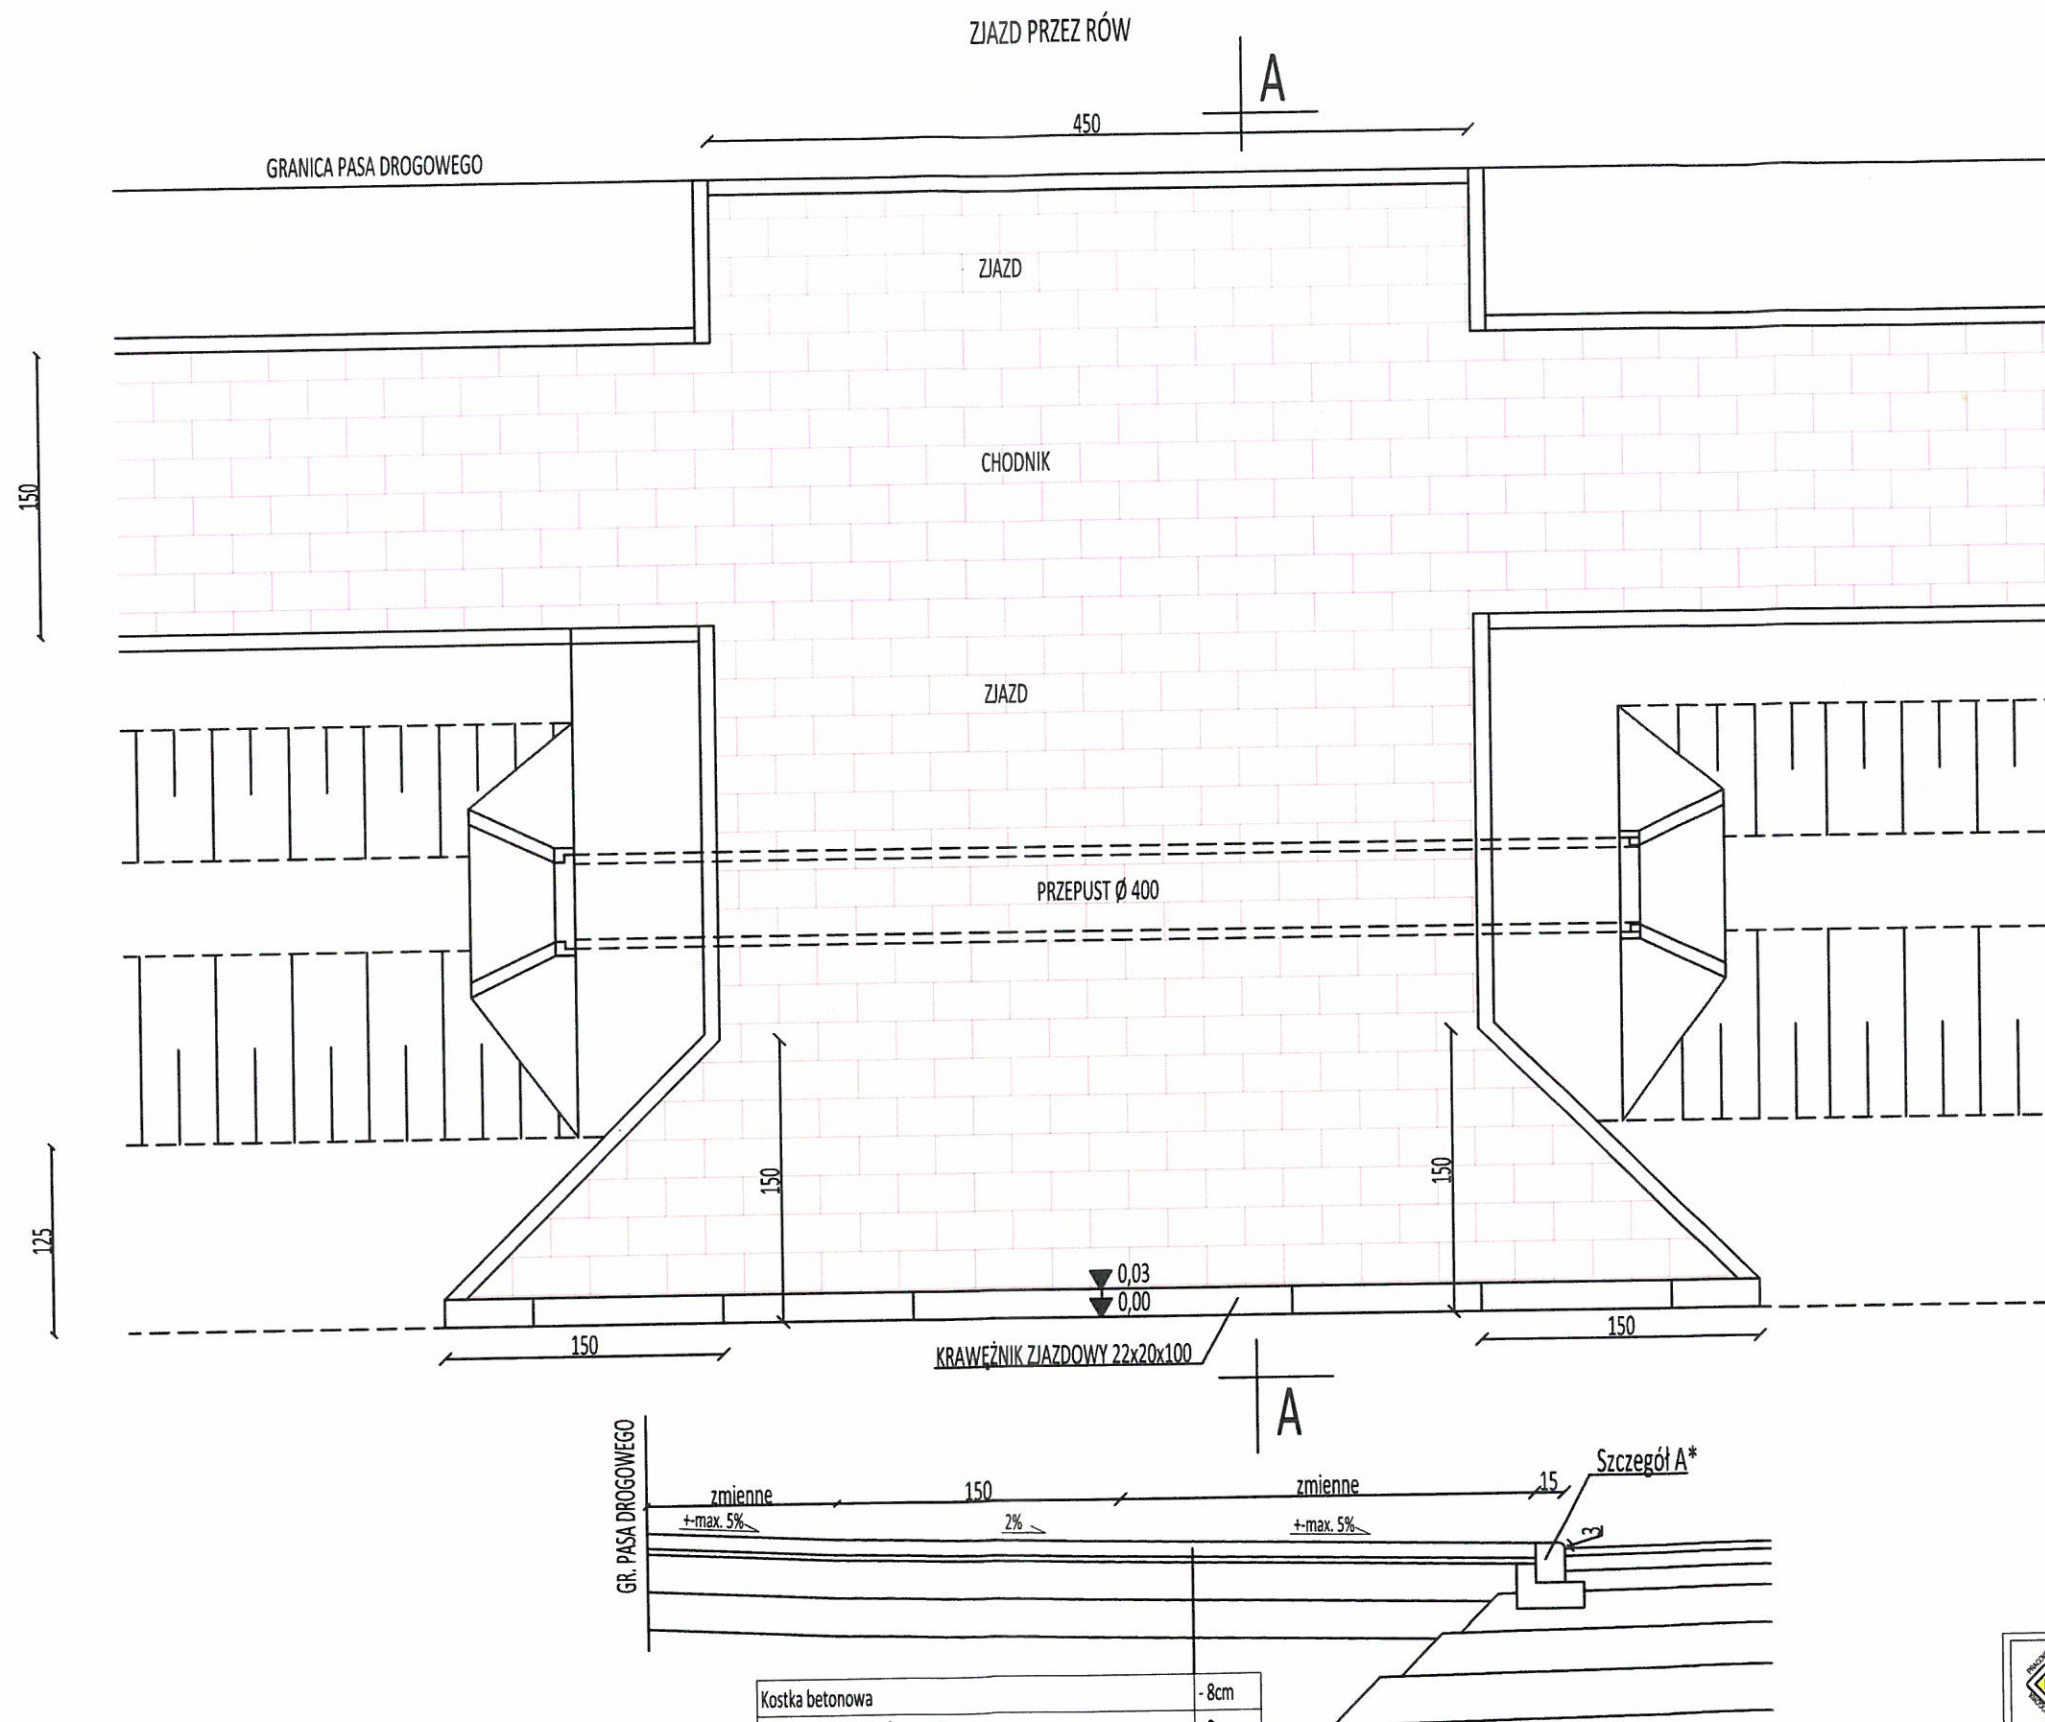 ZJAZD PRZEZ RÓW
A
450
GRANICA PASA DROGOWEGO
ZJAZD
150
CHODNIK
ZJAZD
PRZEPUST Ø 400
150
150
125
0,03
0,00
150
150
KRAWĘŻNIK ZJAZDOWY 22x20x100
A
GR. PASA DROGOWEGO
Szczegół A*
zmienne
150
zmienne
15
+-max. 5%
2%
+-max. 5%
3
Kostka betonowa
- 8cm